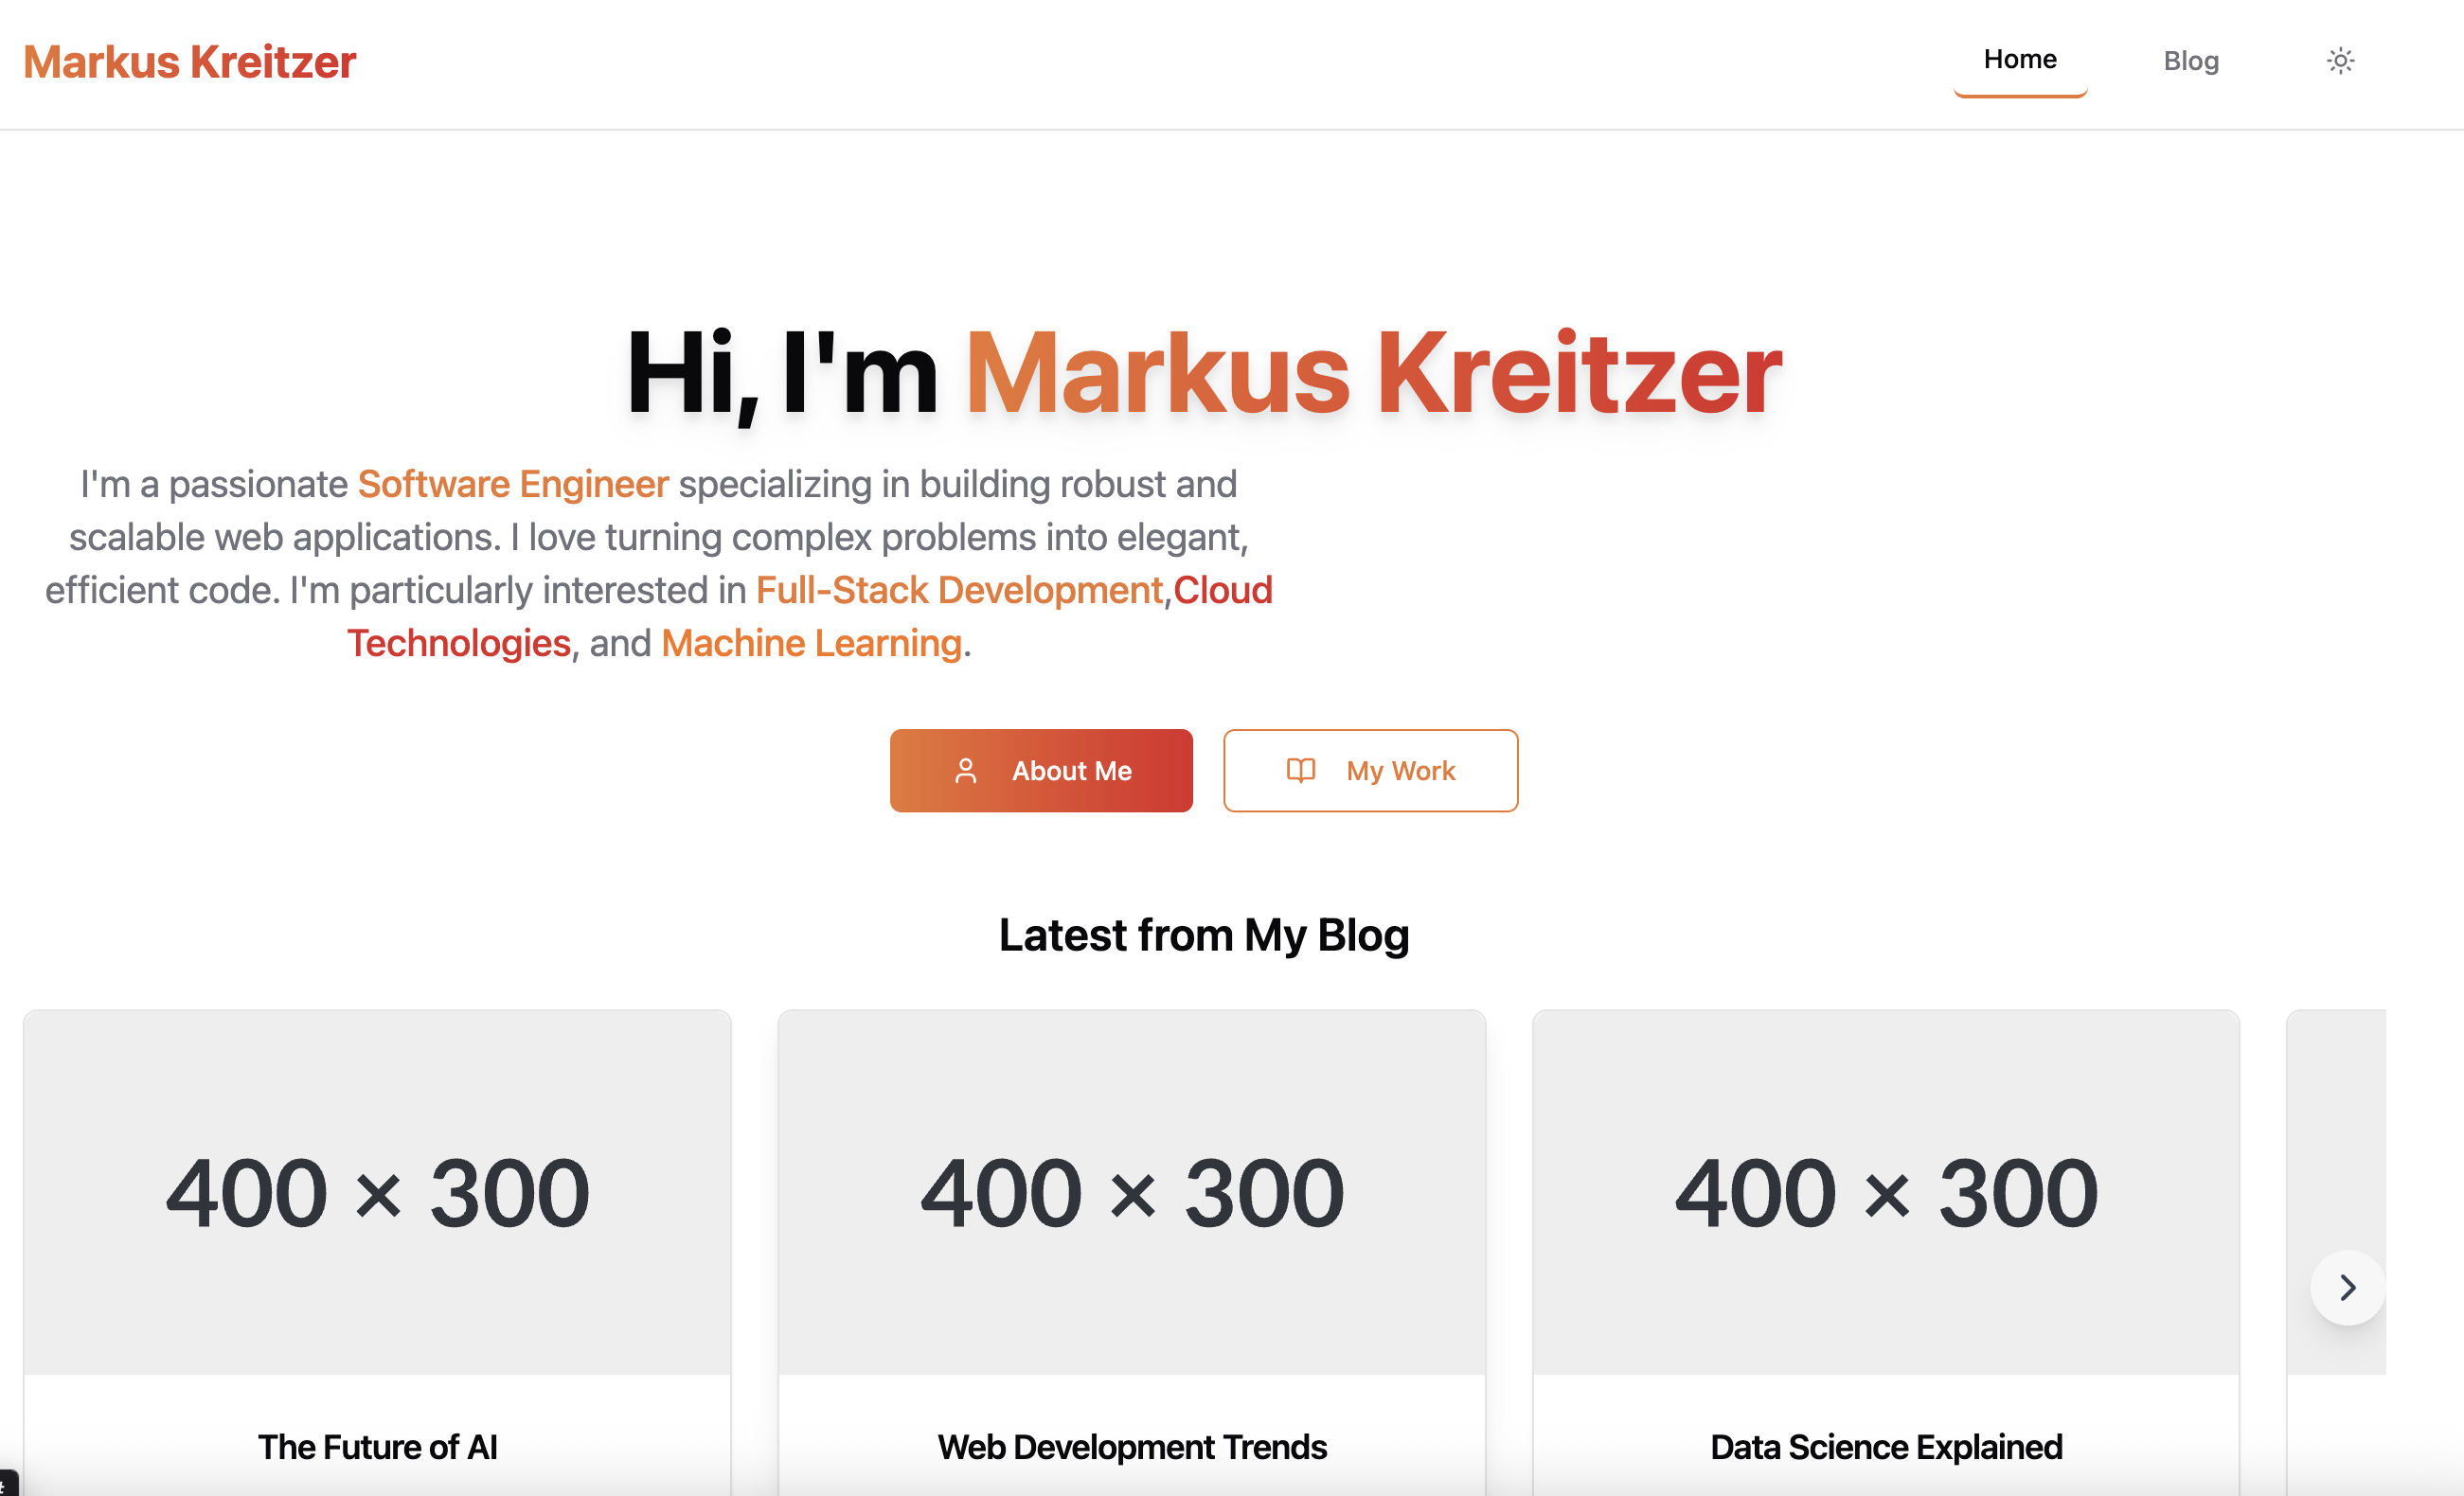 Markus Kreitzer
Home
Blog
Hi, I'm Markus Kreitzer
I'm a passionate Software Engineer specializing in building robust and
scalable web applications. I love turning complex problems into elegant,
efficient code. I'm particularly interested in Full-Stack Development,Cloud
Technologies, and Machine Learning.
About Me
My Work
Latest from My Blog
400 × 300
400 × 300
400 × 300
The Future of AI
Web Development Trends
Data Science Explained